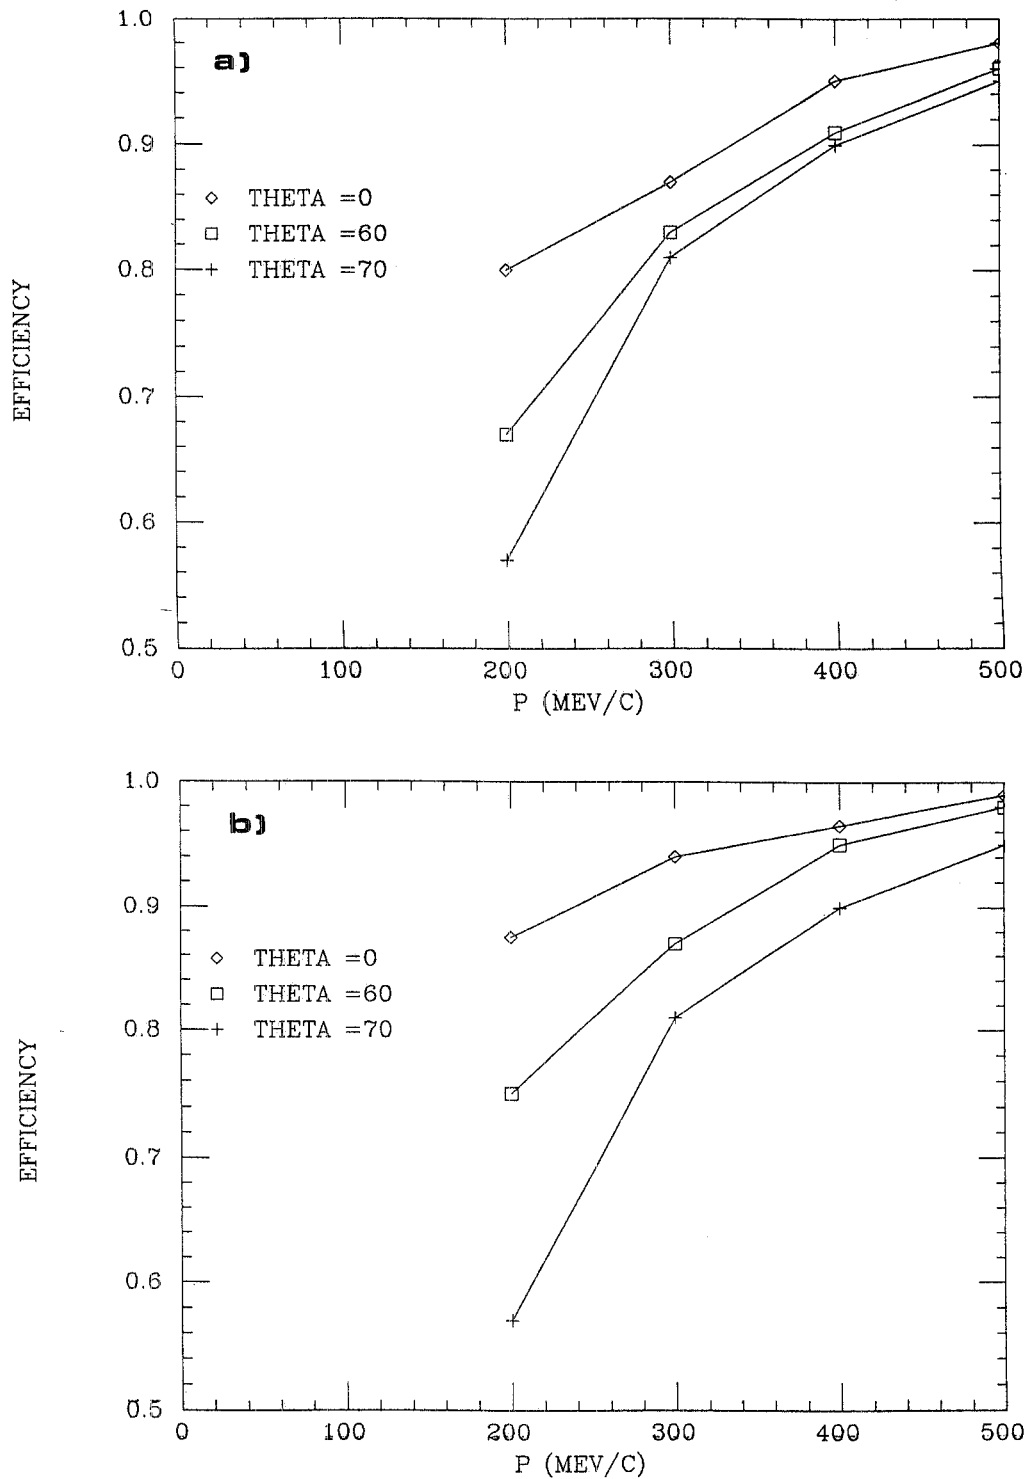 a)
1.0
0.9
THETA =0
THETA =60
THETA =70
0.8
0.7
0.6
0.5
EFFICIENCY
0 100 200 300 400 500
P (MEV/C)
b)
1.0
0.9
THETA =0
THETA =60
THETA =70
0.8
0.7
0.6
0.5
EFFICIENCY
0 100 200 300 400 500
P (MEV/C)